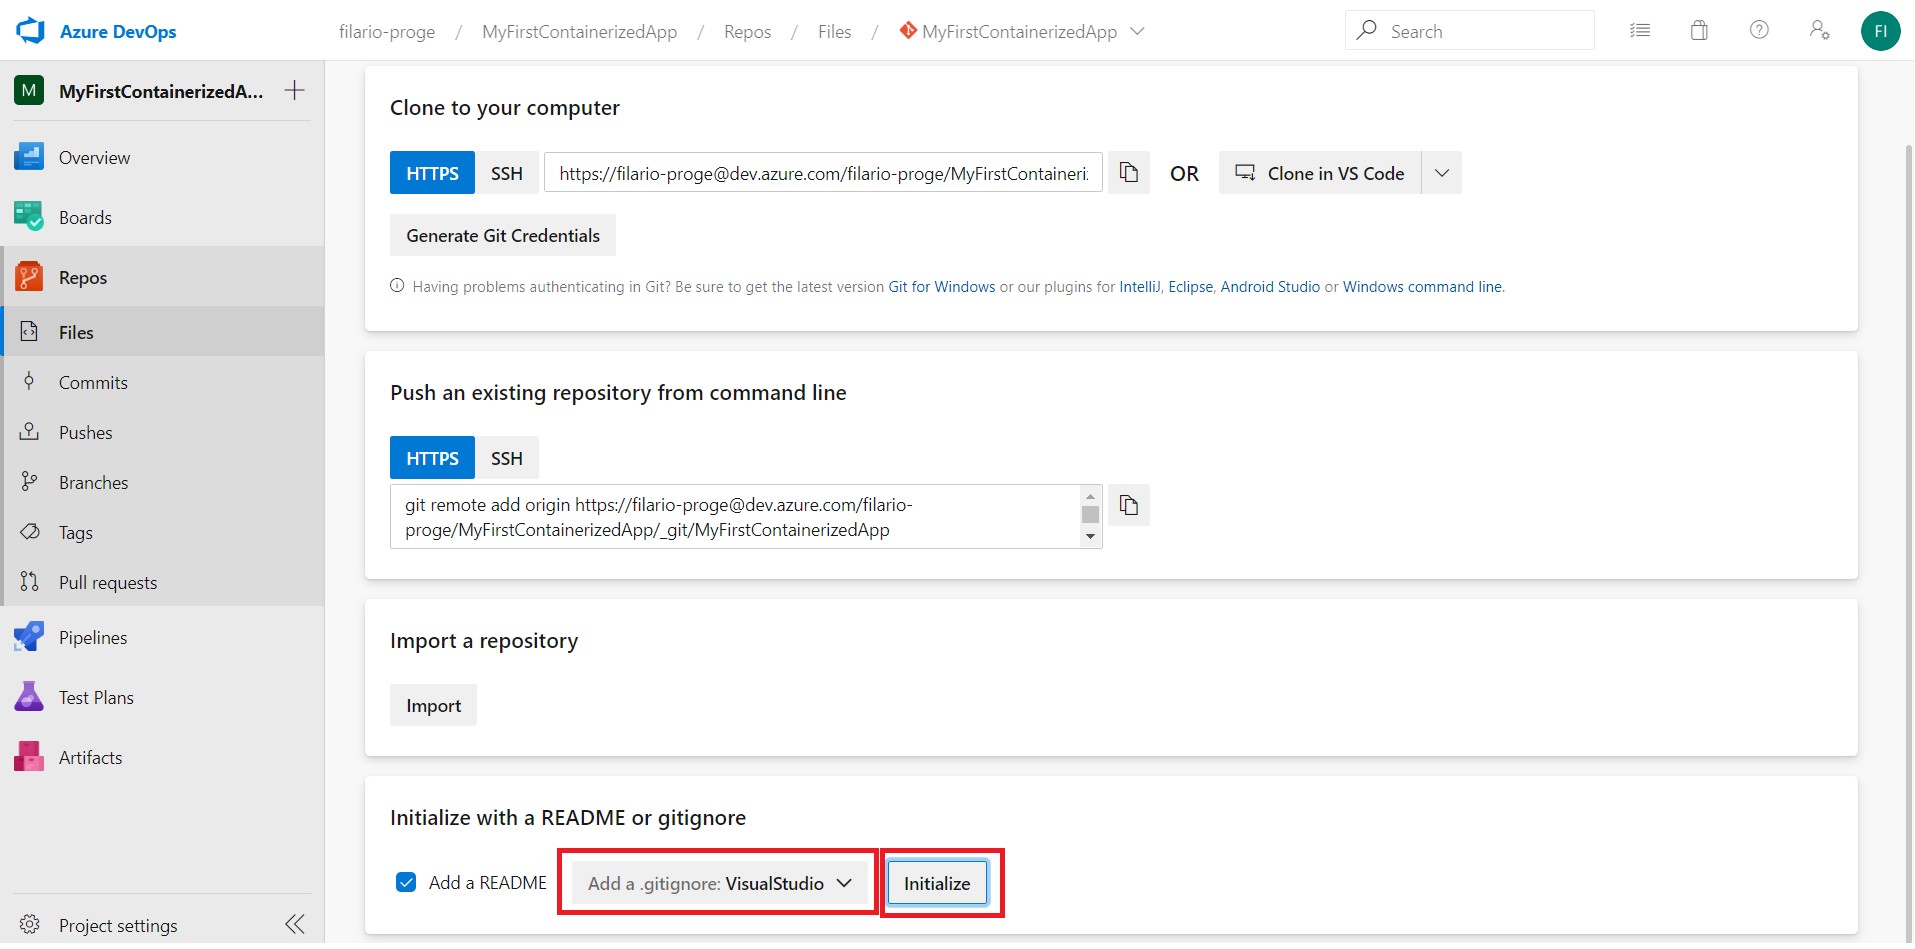 Azure DevOps
filario-proge / MyFirstContainerizedApp / Repos / Files / MyFirstContainerizedApp
Search
FI
M MyFirstContainerizedA...
Overview
Boards
Repos
Files
Commits
Pushes
Branches
Tags
Pull requests
Pipelines
Test Plans
Artifacts
Project settings
Clone to your computer
HTTPS SSH https://filario-proge@dev.azure.com/filario-proge/MyFirstContaineriz OR Clone in VS Code
Generate Git Credentials
Having problems authenticating in Git? Be sure to get the latest version Git for Windows or our plugins for IntelliJ, Eclipse, Android Studio or Windows command line.
Push an existing repository from command line
HTTPS SSH
git remote add origin https://filario-proge@dev.azure.com/filario-
proge/MyFirstContainerizedApp/_git/MyFirstContainerizedApp
Import a repository
Import
Initialize with a README or gitignore
Add a README Add a .gitignore: VisualStudio Initialize